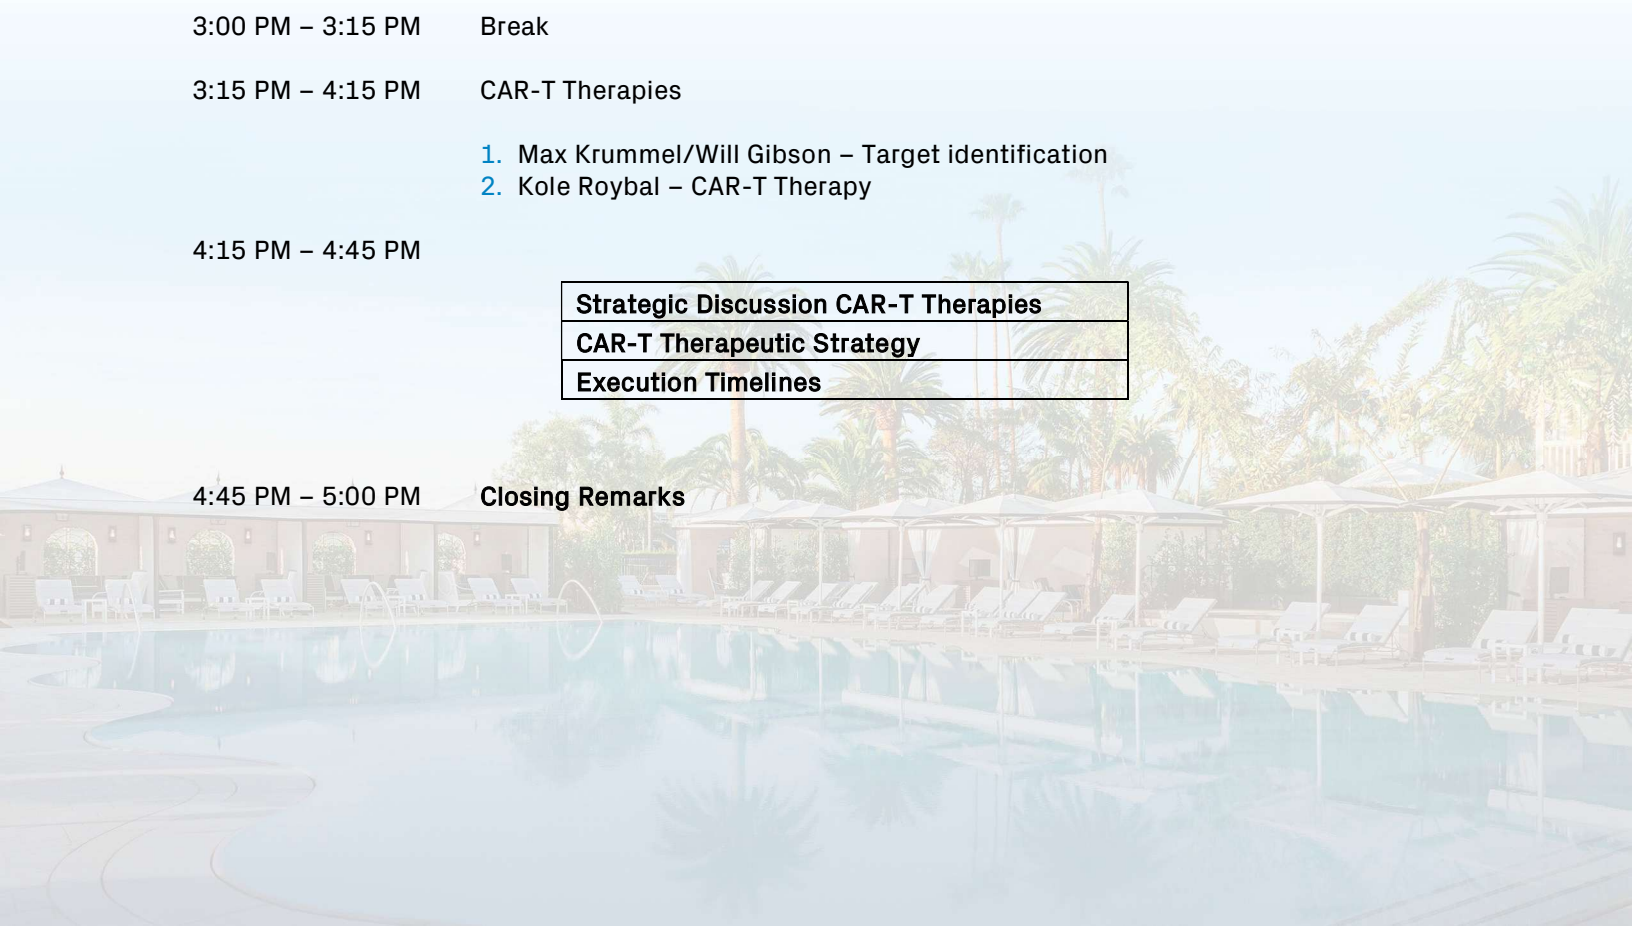 3:00 PM – 3:15 PM Break
3:15 PM – 4:15 PM CAR-T Therapies
1. Max Krummel/Will Gibson – Target identification
2. Kole Roybal – CAR-T Therapy
4:15 PM – 4:45 PM
Strategic Discussion CAR-T Therapies
CAR-T Therapeutic Strategy
Execution Timelines
4:45 PM – 5:00 PM Closing Remarks